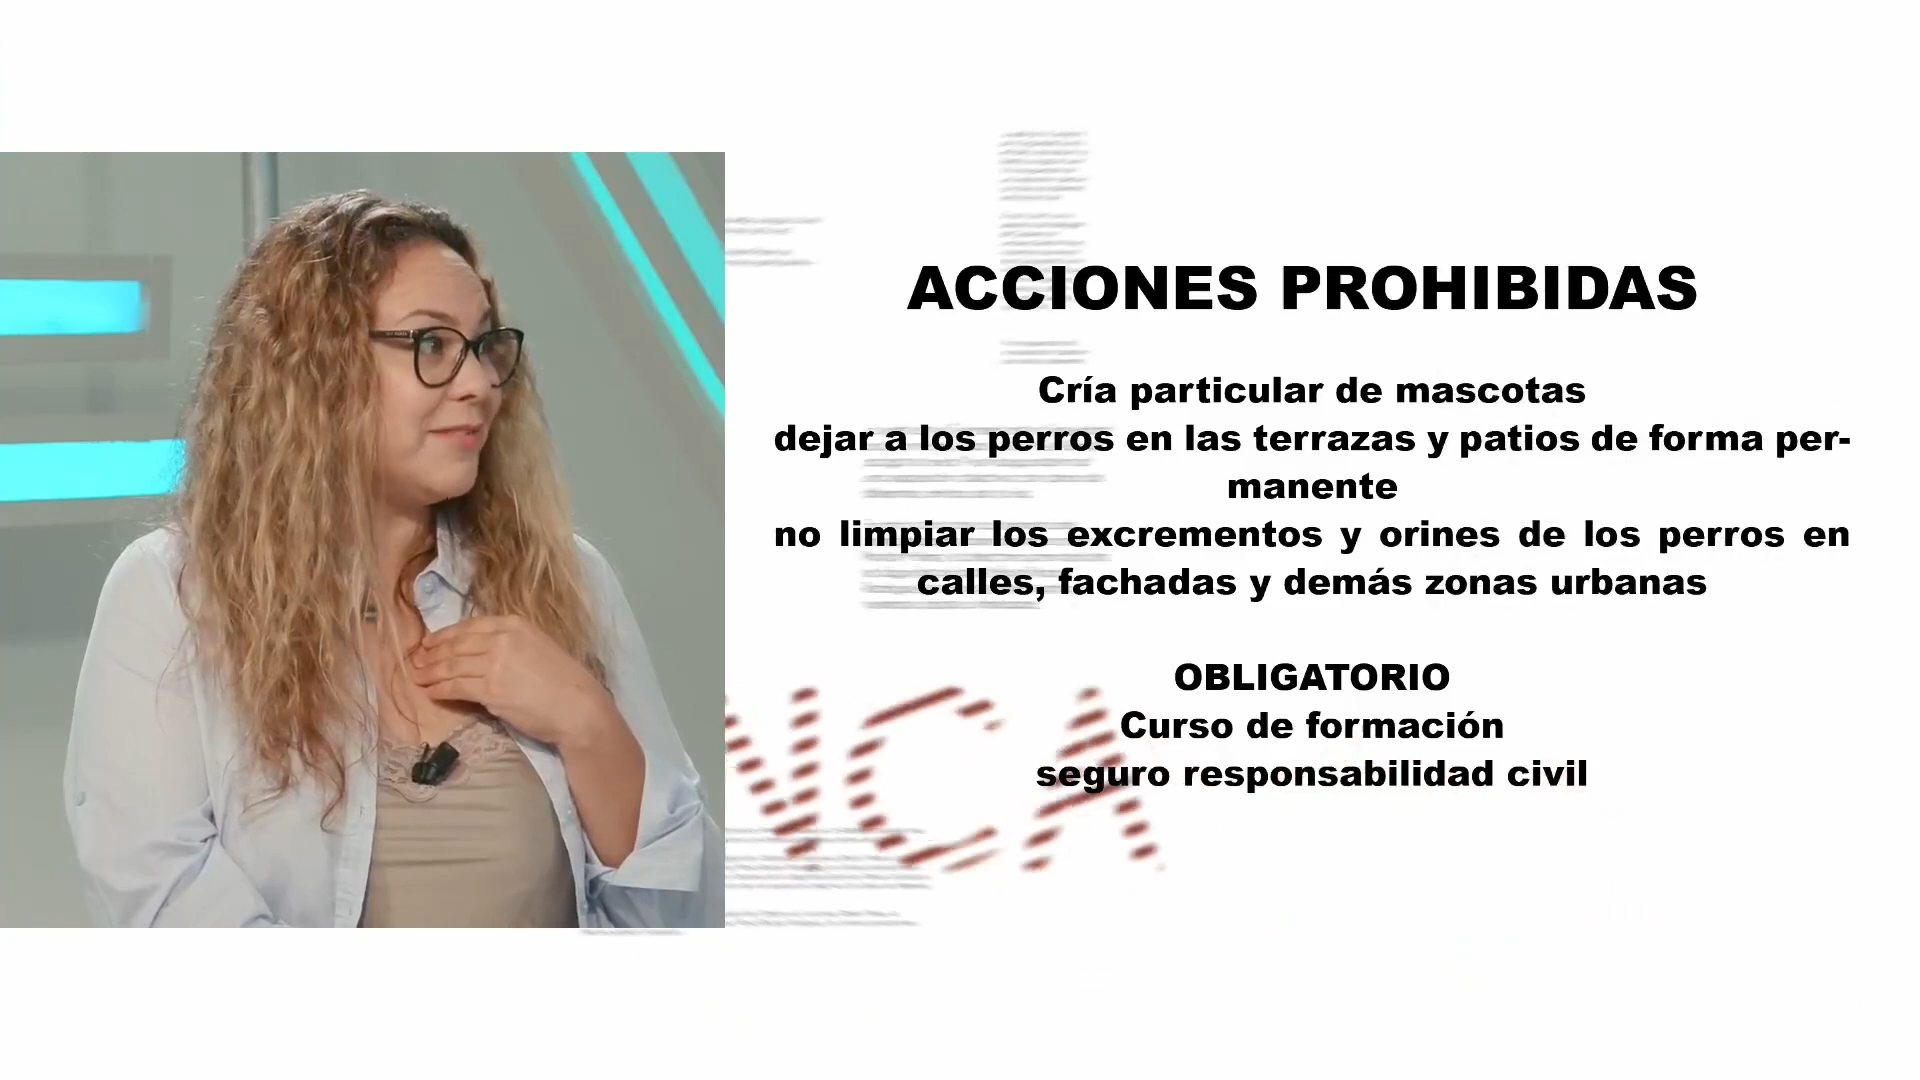 ACCIONES PROHIBIDAS
Cría particular de mascotas
dejar a los perros en las terrazas y patios de forma per-
manente
no limpiar los excrementos y orines de los perros en
calles, fachadas y demás zonas urbanas
OBLIGATORIO
Curso de formación
seguro responsabilidad civil
NCA